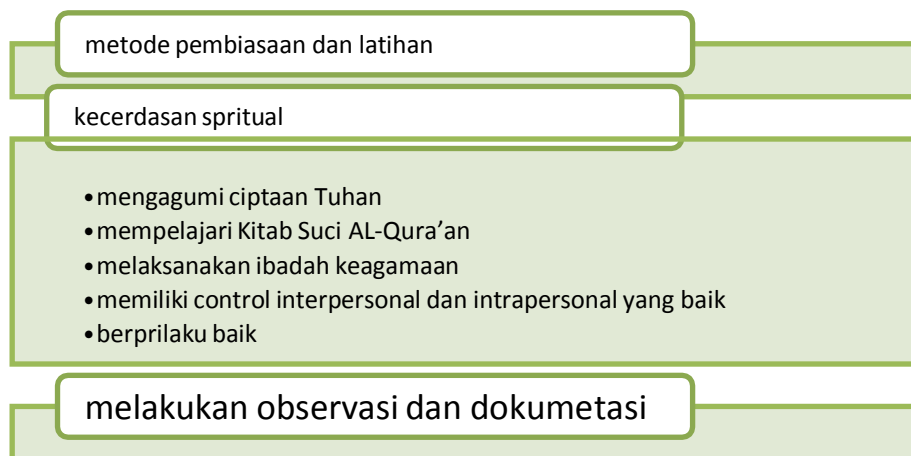 metode pembiasaan dan latihan
kecerdasan spritual
•mengagumi ciptaan Tuhan
•mempelajari Kitab Suci AL-Qura’an
•melaksanakan ibadah keagamaan
•memiliki control interpersonal dan intrapersonal yang baik
•berprilaku baik
melakukan observasi dan dokumetasi